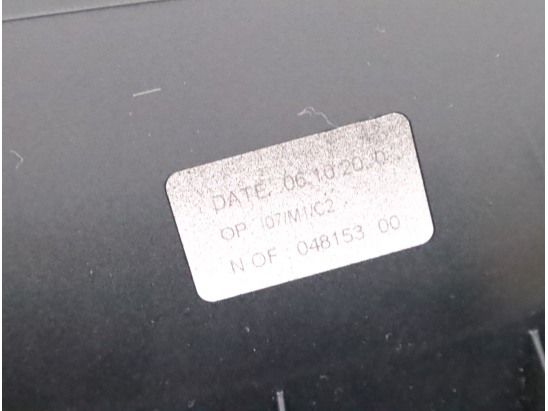 DATE: 06.10.20
OP : 07/M1/C2
N OF : 048153 00